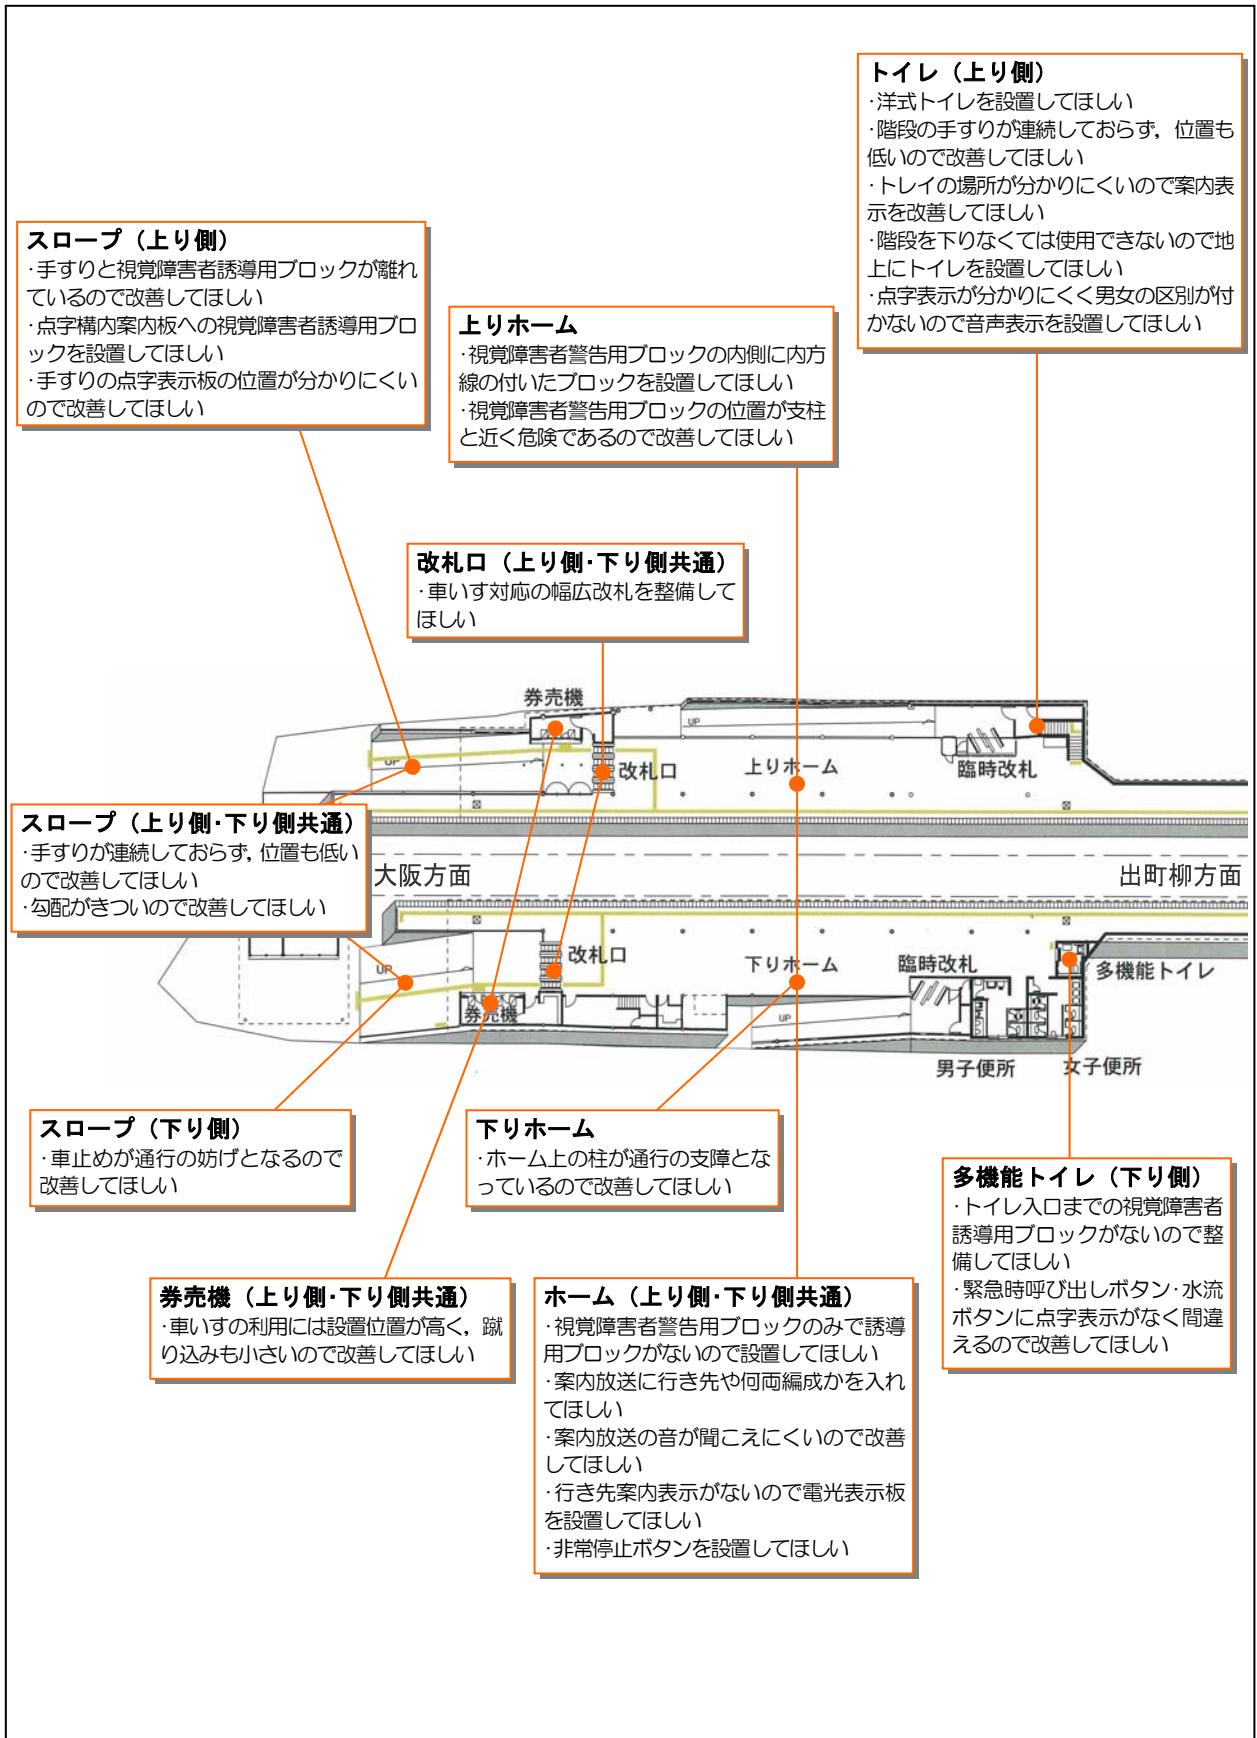 トイレ（上り側）
･洋式トイレを設置してほしい
･階段の手すりが連続しておらず，位置も
低いので改善してほしい
･トレイの場所が分かりにくいので案内表
示を改善してほしい
･階段を下りなくては使用できないので地
上にトイレを設置してほしい
･点字表示が分かりにくく男女の区別が付
かないので音声表示を設置してほしい
スロープ（上り側）
･手すりと視覚障害者誘導用ブロックが離れ
ているので改善してほしい
･点字構内案内板への視覚障害者誘導用ブロ
ックを設置してほしい
･手すりの点字表示板の位置が分かりにくい
ので改善してほしい
上りホーム
･視覚障害者警告用ブロックの内側に内方
線の付いたブロックを設置してほしい
･視覚障害者警告用ブロックの位置が支柱
と近く危険であるので改善してほしい
改札口（上り側･下り側共通）
･車いす対応の幅広改札を整備して
ほしい
券売機
UP
UP
改札口
上りホーム
臨時改札
スロープ（上り側･下り側共通）
･手すりが連続しておらず，位置も低い
ので改善してほしい
･勾配がきついので改善してほしい
大阪方面
出町柳方面
改札口
下りホーム
臨時改札
多機能トイレ
UP
券売機
UP
男子便所
女子便所
スロープ（下り側）
･車止めが通行の妨げとなるので
改善してほしい
下りホーム
･ホーム上の柱が通行の支障とな
っているので改善してほしい
多機能トイレ（下り側）
･トイレ入口までの視覚障害者
誘導用ブロックがないので整
備してほしい
･緊急時呼び出しボタン･水流
ボタンに点字表示がなく間違
えるので改善してほしい
券売機（上り側･下り側共通）
･車いすの利用には設置位置が高く，蹴
り込みも小さいので改善してほしい
ホーム（上り側･下り側共通）
･視覚障害者警告用ブロックのみで誘導
用ブロックがないので設置してほしい
･案内放送に行き先や何両編成かを入れ
てほしい
･案内放送の音が聞こえにくいので改善
してほしい
･行き先案内表示がないので電光表示板
を設置してほしい
･非常停止ボタンを設置してほしい